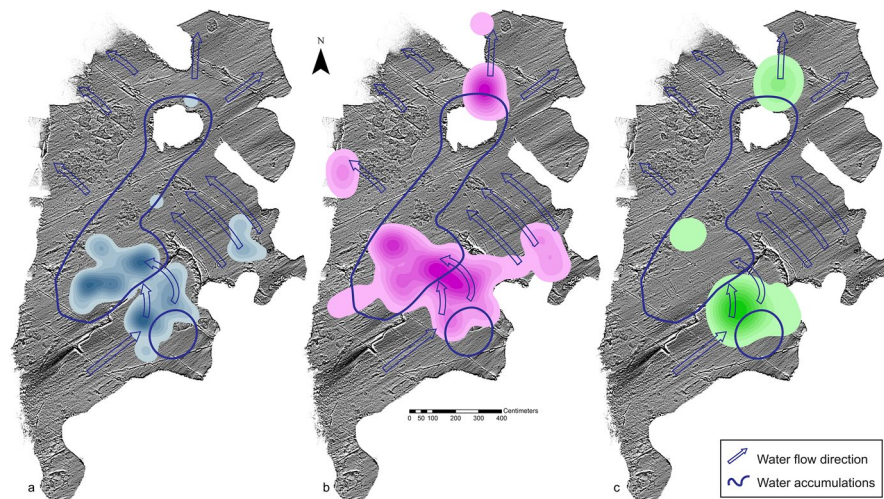 N
Centimeters
0 50 100 200 300 400
a
b
c
Water flow direction
Water accumulations